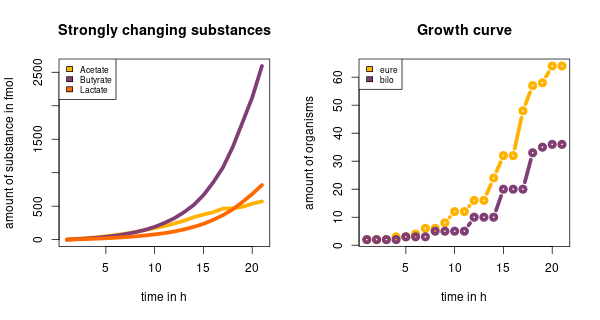 Strongly changing substances
amount of substance in fmol
2500
1500
500
0
Acetate
Butyrate
Lactate
5 10 15 20
time in h
Growth curve
amount of organisms
60
50
40
30
20
10
0
eure
bilo
5 10 15 20
time in h